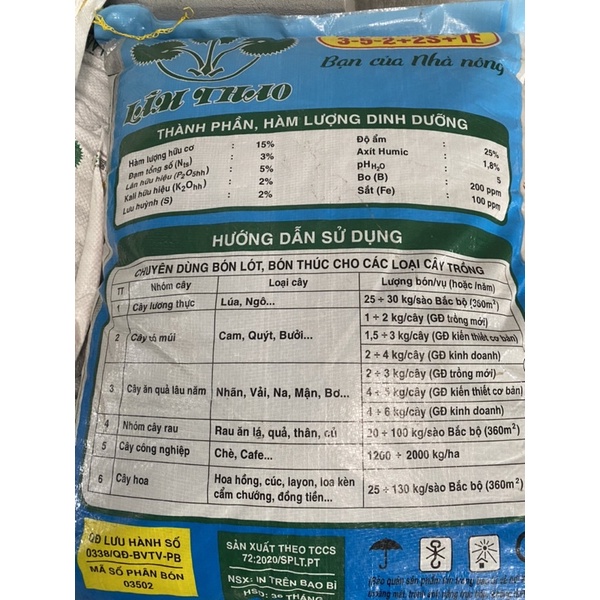 3-5-2+2S+TE
LÂM THAO
Bạn của Nhà nông
THÀNH PHẦN, HÀM LƯỢNG DINH DƯỠNG
Hàm lượng hữu cơ : 15%
Đạm tổng số (Nts) : 3%
Lân hữu hiệu (P₂O₅hh) : 5%
Kali hữu hiệu (K₂Ohh) : 2%
Lưu huỳnh (S) : 2%
Độ ẩm : 25%
Axit Humic : 1,8%
pHH₂O : 5
Bo (B) : 200 ppm
Sắt (Fe) : 100 ppm
HƯỚNG DẪN SỬ DỤNG
CHUYÊN DÙNG BÓN LÓT, BÓN THÚC CHO CÁC LOẠI CÂY TRỒNG
TT Nhóm cây Loại cây Lượng bón/vụ (hoặc /năm)
1 Cây lương thực Lúa, Ngô... 25 ÷ 30 kg/sào Bắc bộ (360m²)
2 Cây có múi Cam, Quýt, Bưởi... 1 ÷ 2 kg/cây (GĐ trồng mới)
1,5 ÷ 3 kg/cây (GĐ kiến thiết cơ bản)
2 ÷ 4 kg/cây (GĐ kinh doanh)
3 Cây ăn quả lâu năm Nhãn, Vải, Na, Mận, Bơ... 2 ÷ 3 kg/cây (GĐ trồng mới)
4 ÷ 5 kg/cây (GĐ kiến thiết cơ bản)
4 ÷ 6 kg/cây (GĐ kinh doanh)
4 Nhóm cây rau Rau ăn lá, quả, thân, củ 20 ÷ 100 kg/sào Bắc bộ (360m²)
5 Cây công nghiệp Chè, Cafe... 1200 ÷ 2000 kg/ha
6 Cây hoa Hoa hồng, cúc, layon, loa kèn
cẩm chướng, đồng tiền... 25 ÷ 130 kg/sào Bắc bộ (360m²)
QĐ LƯU HÀNH SỐ
0338/QĐ-BVTV-PB
MÃ SỐ PHÂN BÓN
03502
SẢN XUẤT THEO TCCS
72:2020/SPLT.PT
NSX: IN TRÊN BAO BÌ
HSD: 36 THÁNG